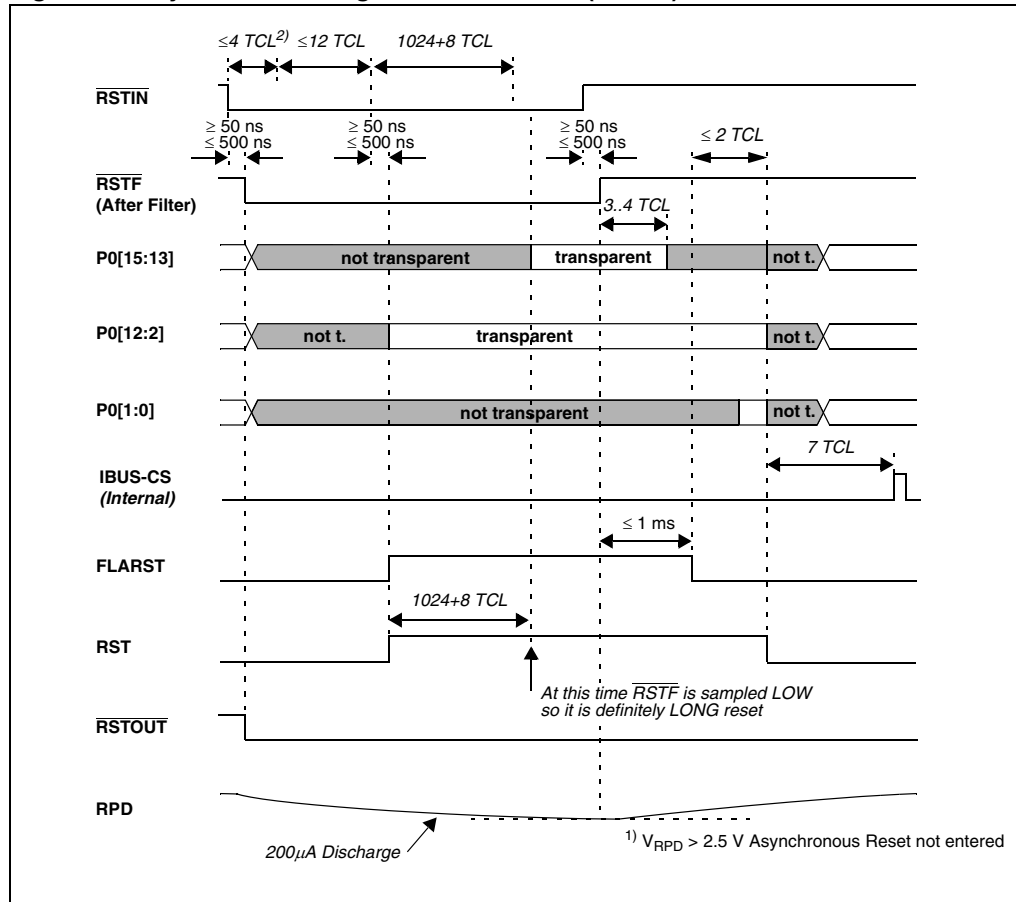 ≤4 TCL2) ≤12 TCL 1024+8 TCL
RSTIN
≥ 50 ns ≥ 50 ns ≥ 50 ns
≤ 500 ns ≤ 500 ns ≤ 500 ns
≤ 2 TCL
RSTF
(After Filter)
3..4 TCL
P0[15:13] not transparent transparent not t.
P0[12:2] not t. transparent not t.
P0[1:0] not transparent not t.
7 TCL
IBUS-CS
(Internal)
≤ 1 ms
FLARST
1024+8 TCL
RST
At this time RSTF is sampled LOW
so it is definitely LONG reset
RSTOUT
RPD
200μA Discharge
1) VRPD > 2.5 V Asynchronous Reset not entered